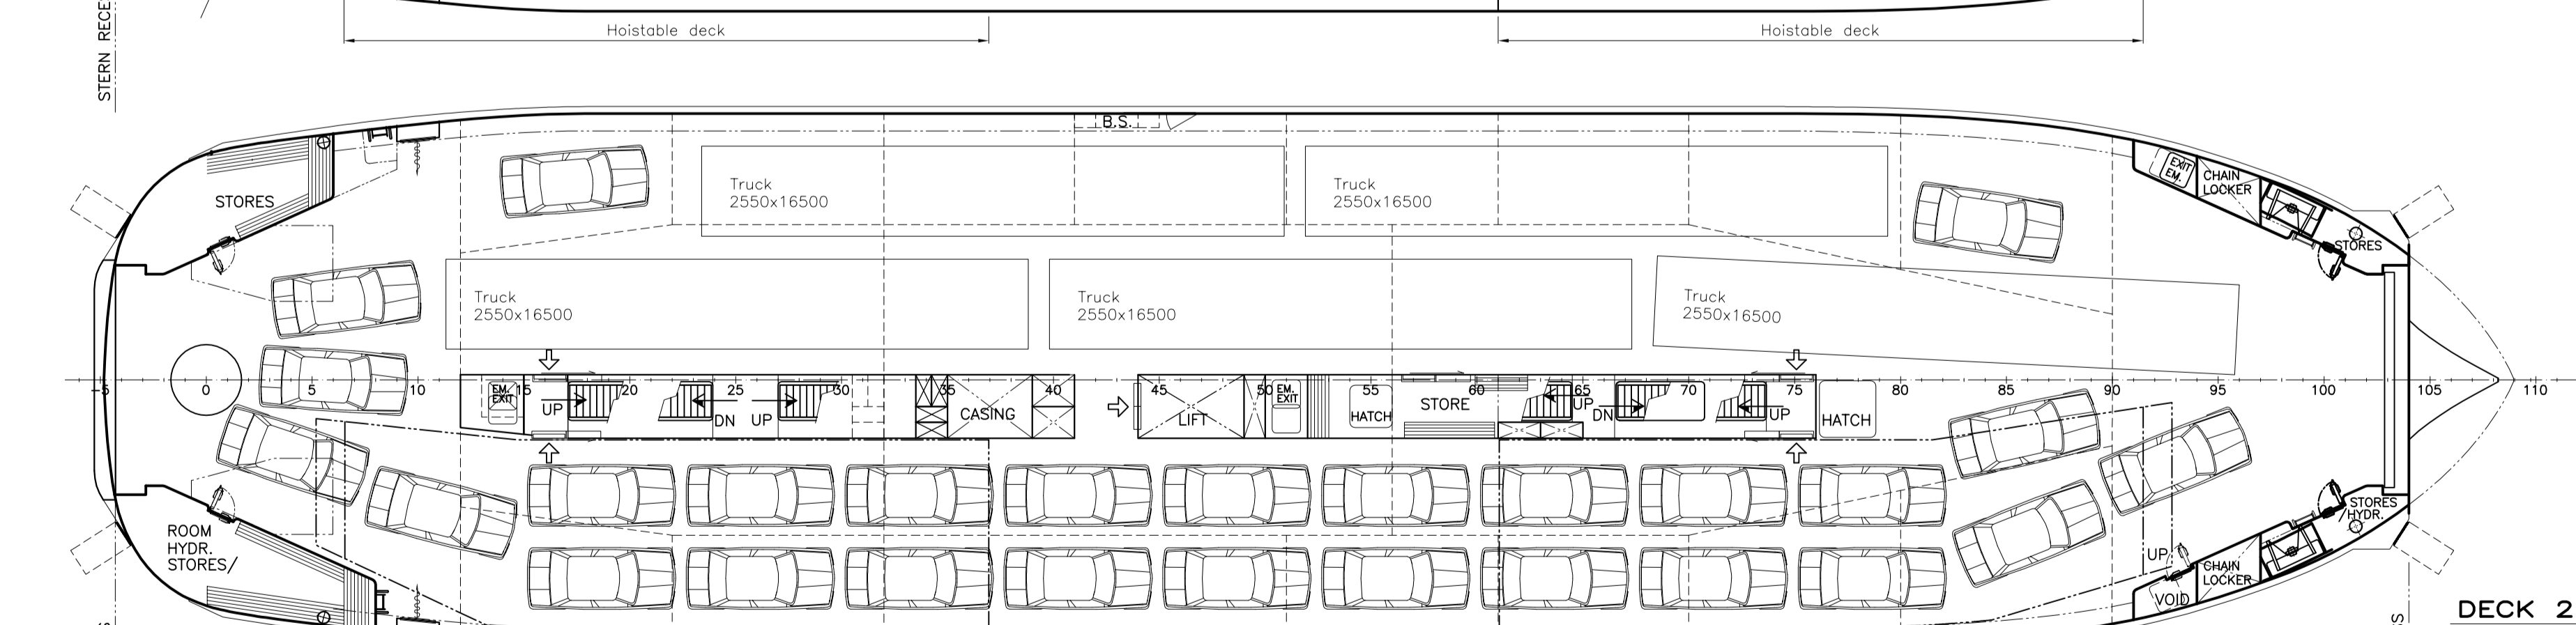 STERN RECE
Hoistable deck
Hoistable deck
B.S.
STORES
Truck
2550x16500
Truck
2550x16500
EXIT
EM.
CHAIN
LOCKER
STORES
Truck
2550x16500
Truck
2550x16500
Truck
2550x16500
-5 0 5 10 15 20 25 30 35 40 45 50 55 60 65 70 75 80 85 90 95 100 105 110
EM.
EXIT
UP
DN
UP
CASING
LIFT
EM.
EXIT
HATCH
STORE
UP
DN
UP
HATCH
ROOM
HYDR.
STORES/
STORES
/HYDR.
UP
CHAIN
LOCKER
VOID
DECK 2
S